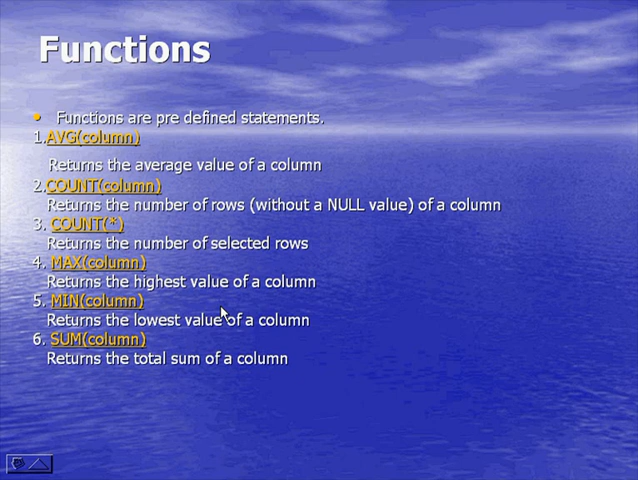 Functions
• Functions are pre defined statements.
1.AVG(column)
Returns the average value of a column
2.COUNT(column)
Returns the number of rows (without a NULL value) of a column
3. COUNT(*)
Returns the number of selected rows
4. MAX(column)
Returns the highest value of a column
5. MIN(column)
Returns the lowest value of a column
6. SUM(column)
Returns the total sum of a column